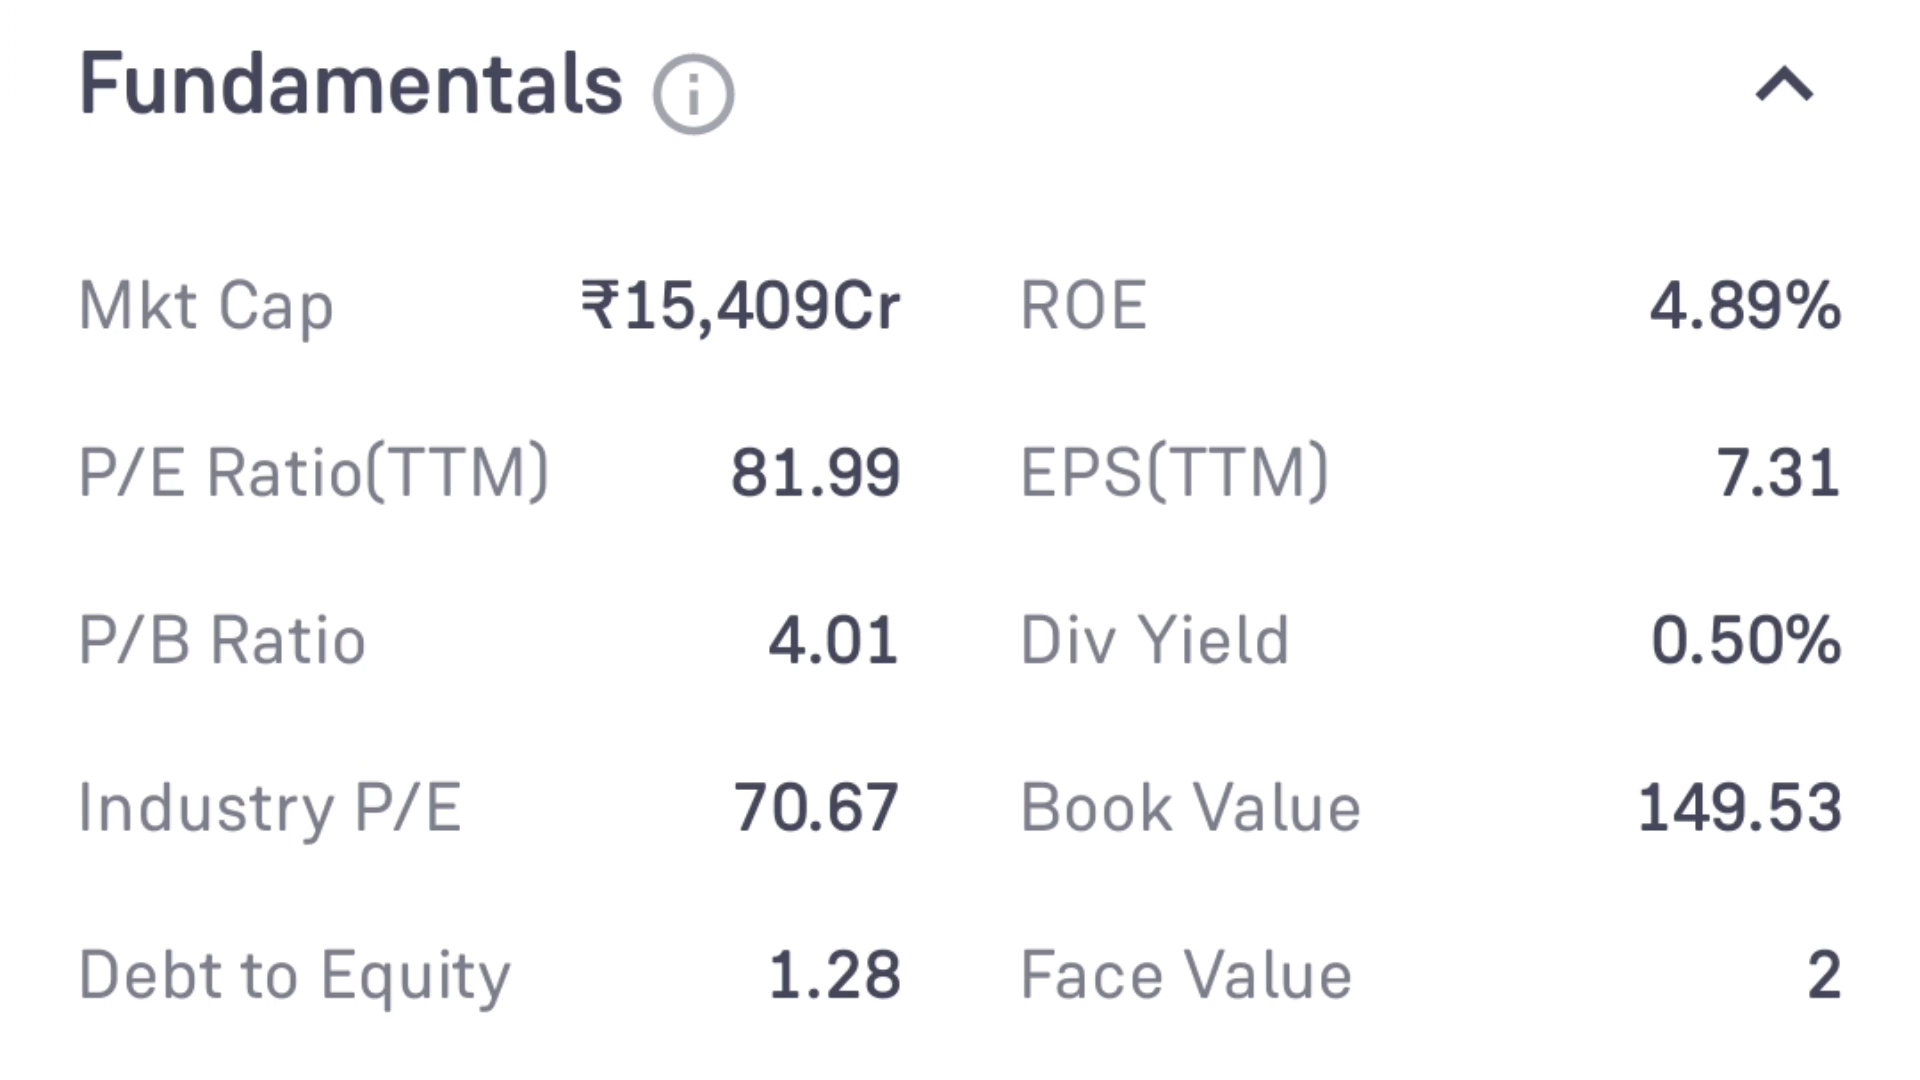 Fundamentals
Mkt Cap ₹15,409Cr ROE 4.89%
P/E Ratio(TTM) 81.99 EPS(TTM) 7.31
P/B Ratio 4.01 Div Yield 0.50%
Industry P/E 70.67 Book Value 149.53
Debt to Equity 1.28 Face Value 2